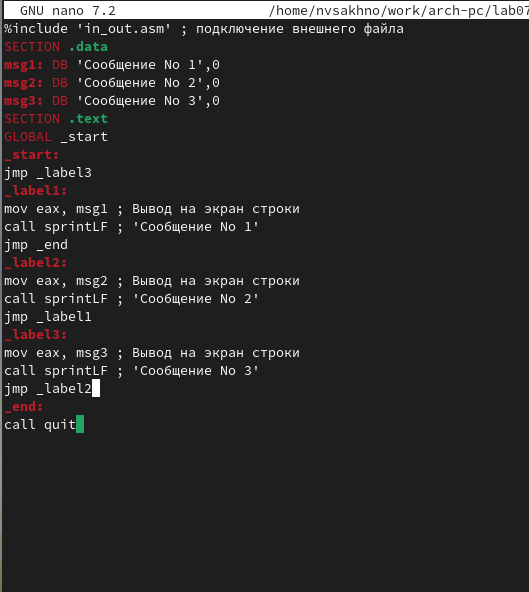 GNU nano 7.2 /home/nvsakhno/work/arch-pc/lab07
%include 'in_out.asm' ; подключение внешнего файла
SECTION .data
msg1: DB 'Сообщение No 1',0
msg2: DB 'Сообщение No 2',0
msg3: DB 'Сообщение No 3',0
SECTION .text
GLOBAL _start
_start:
jmp _label3
_label1:
mov eax, msg1 ; Вывод на экран строки
call sprintLF ; 'Сообщение No 1'
jmp _end
_label2:
mov eax, msg2 ; Вывод на экран строки
call sprintLF ; 'Сообщение No 2'
jmp _label1
_label3:
mov eax, msg3 ; Вывод на экран строки
call sprintLF ; 'Сообщение No 3'
jmp _label2
_end:
call quit